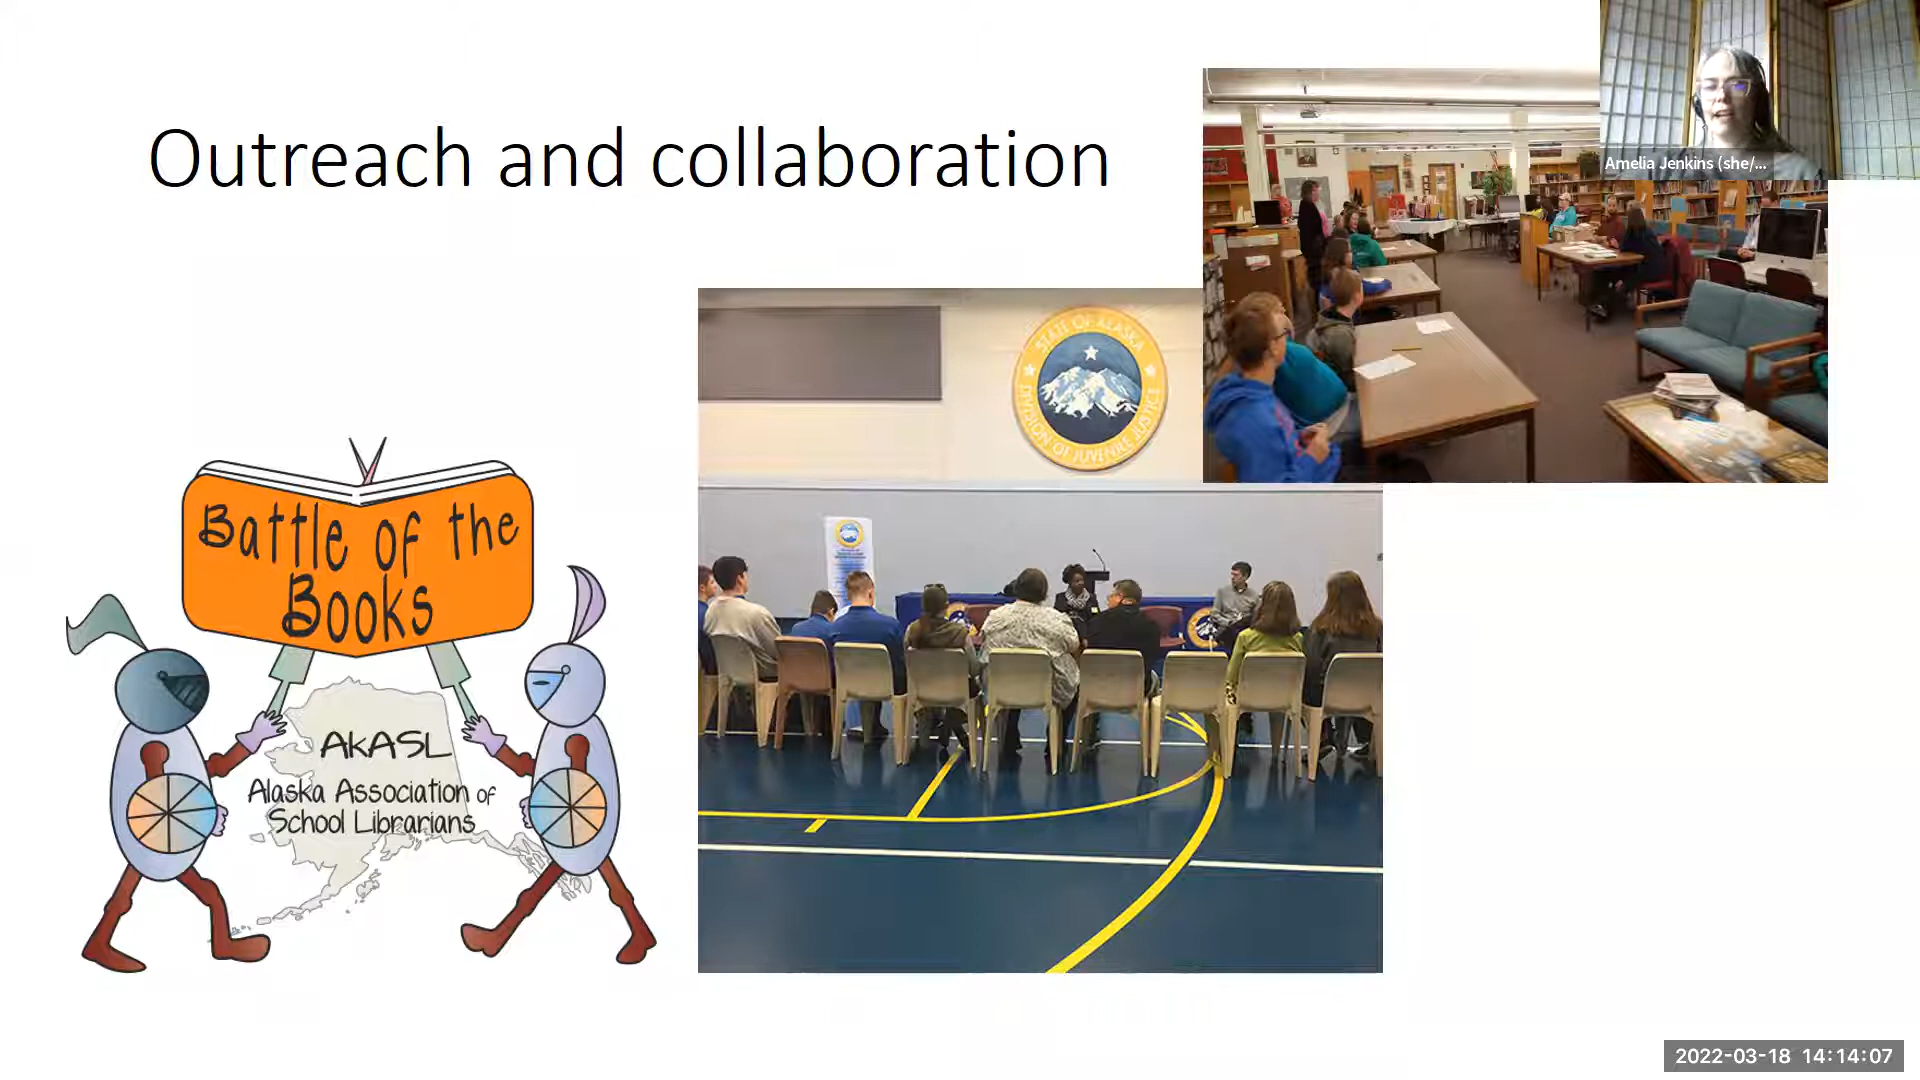 Outreach and collaboration
Amelia Jenkins (she/...
STATE OF ALASKA
DIVISION OF JUVENILE JUSTICE
Battle of the
Books
AKASL
Alaska Association of
School Librarians
2022-03-18 14:14:07